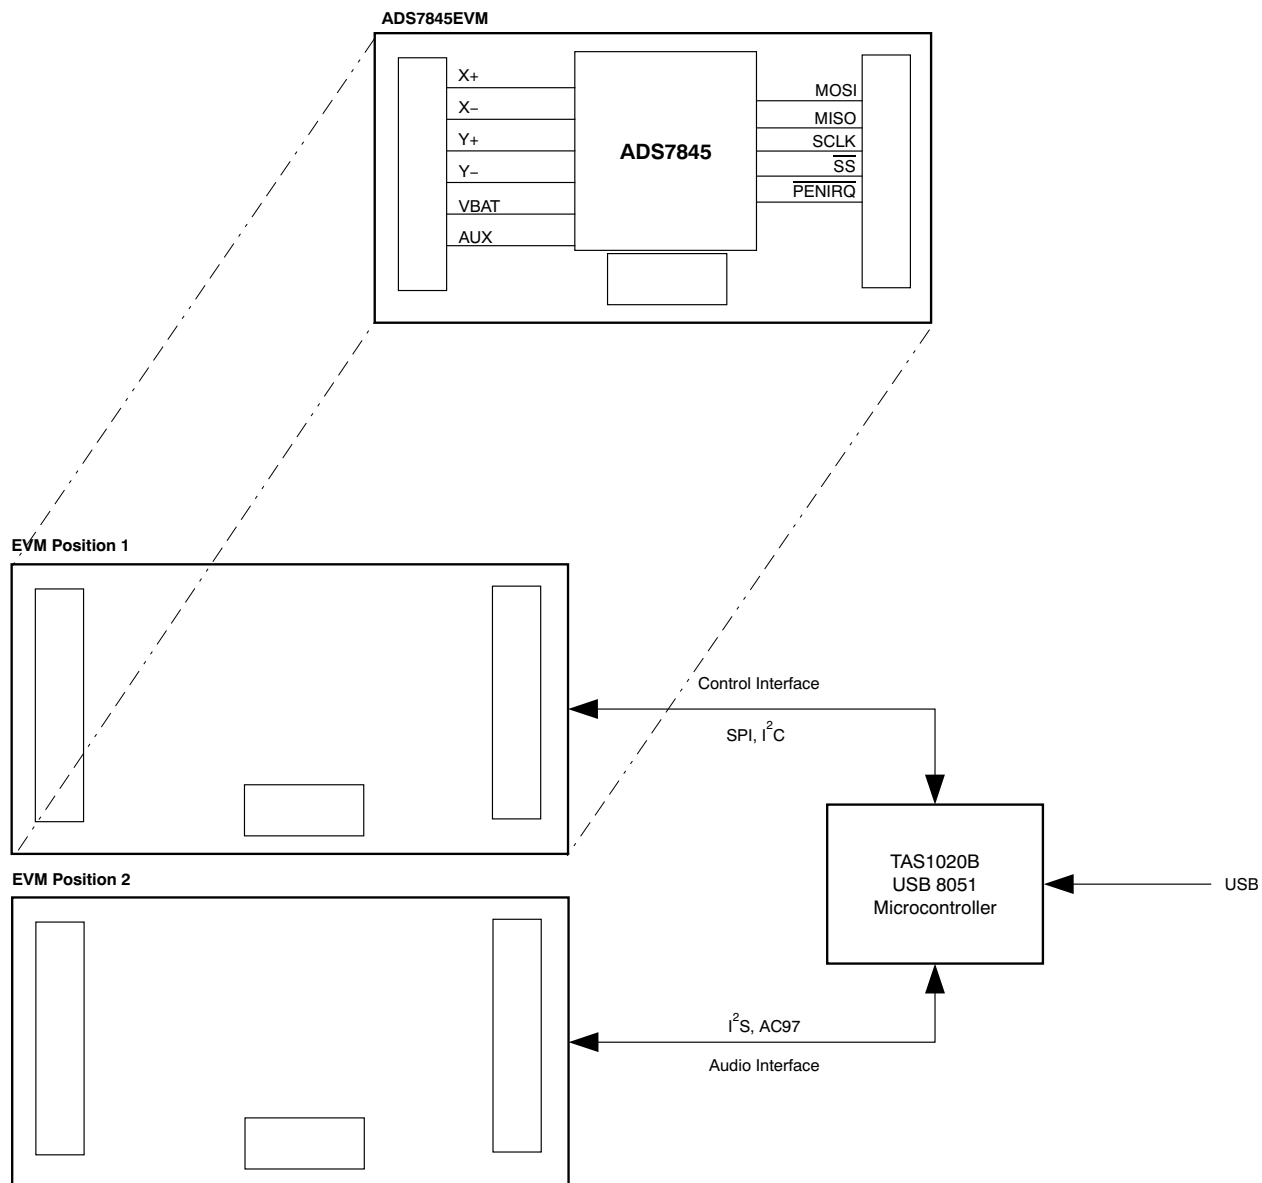 ADS7845EVM
X+
X−
Y+
Y−
VBAT
AUX
ADS7845
MOSI
MISO
SCLK
SS
PENIRQ
EVM Position 1
Control Interface
SPI, I²C
TAS1020B
USB 8051
Microcontroller
USB
EVM Position 2
I²S, AC97
Audio Interface